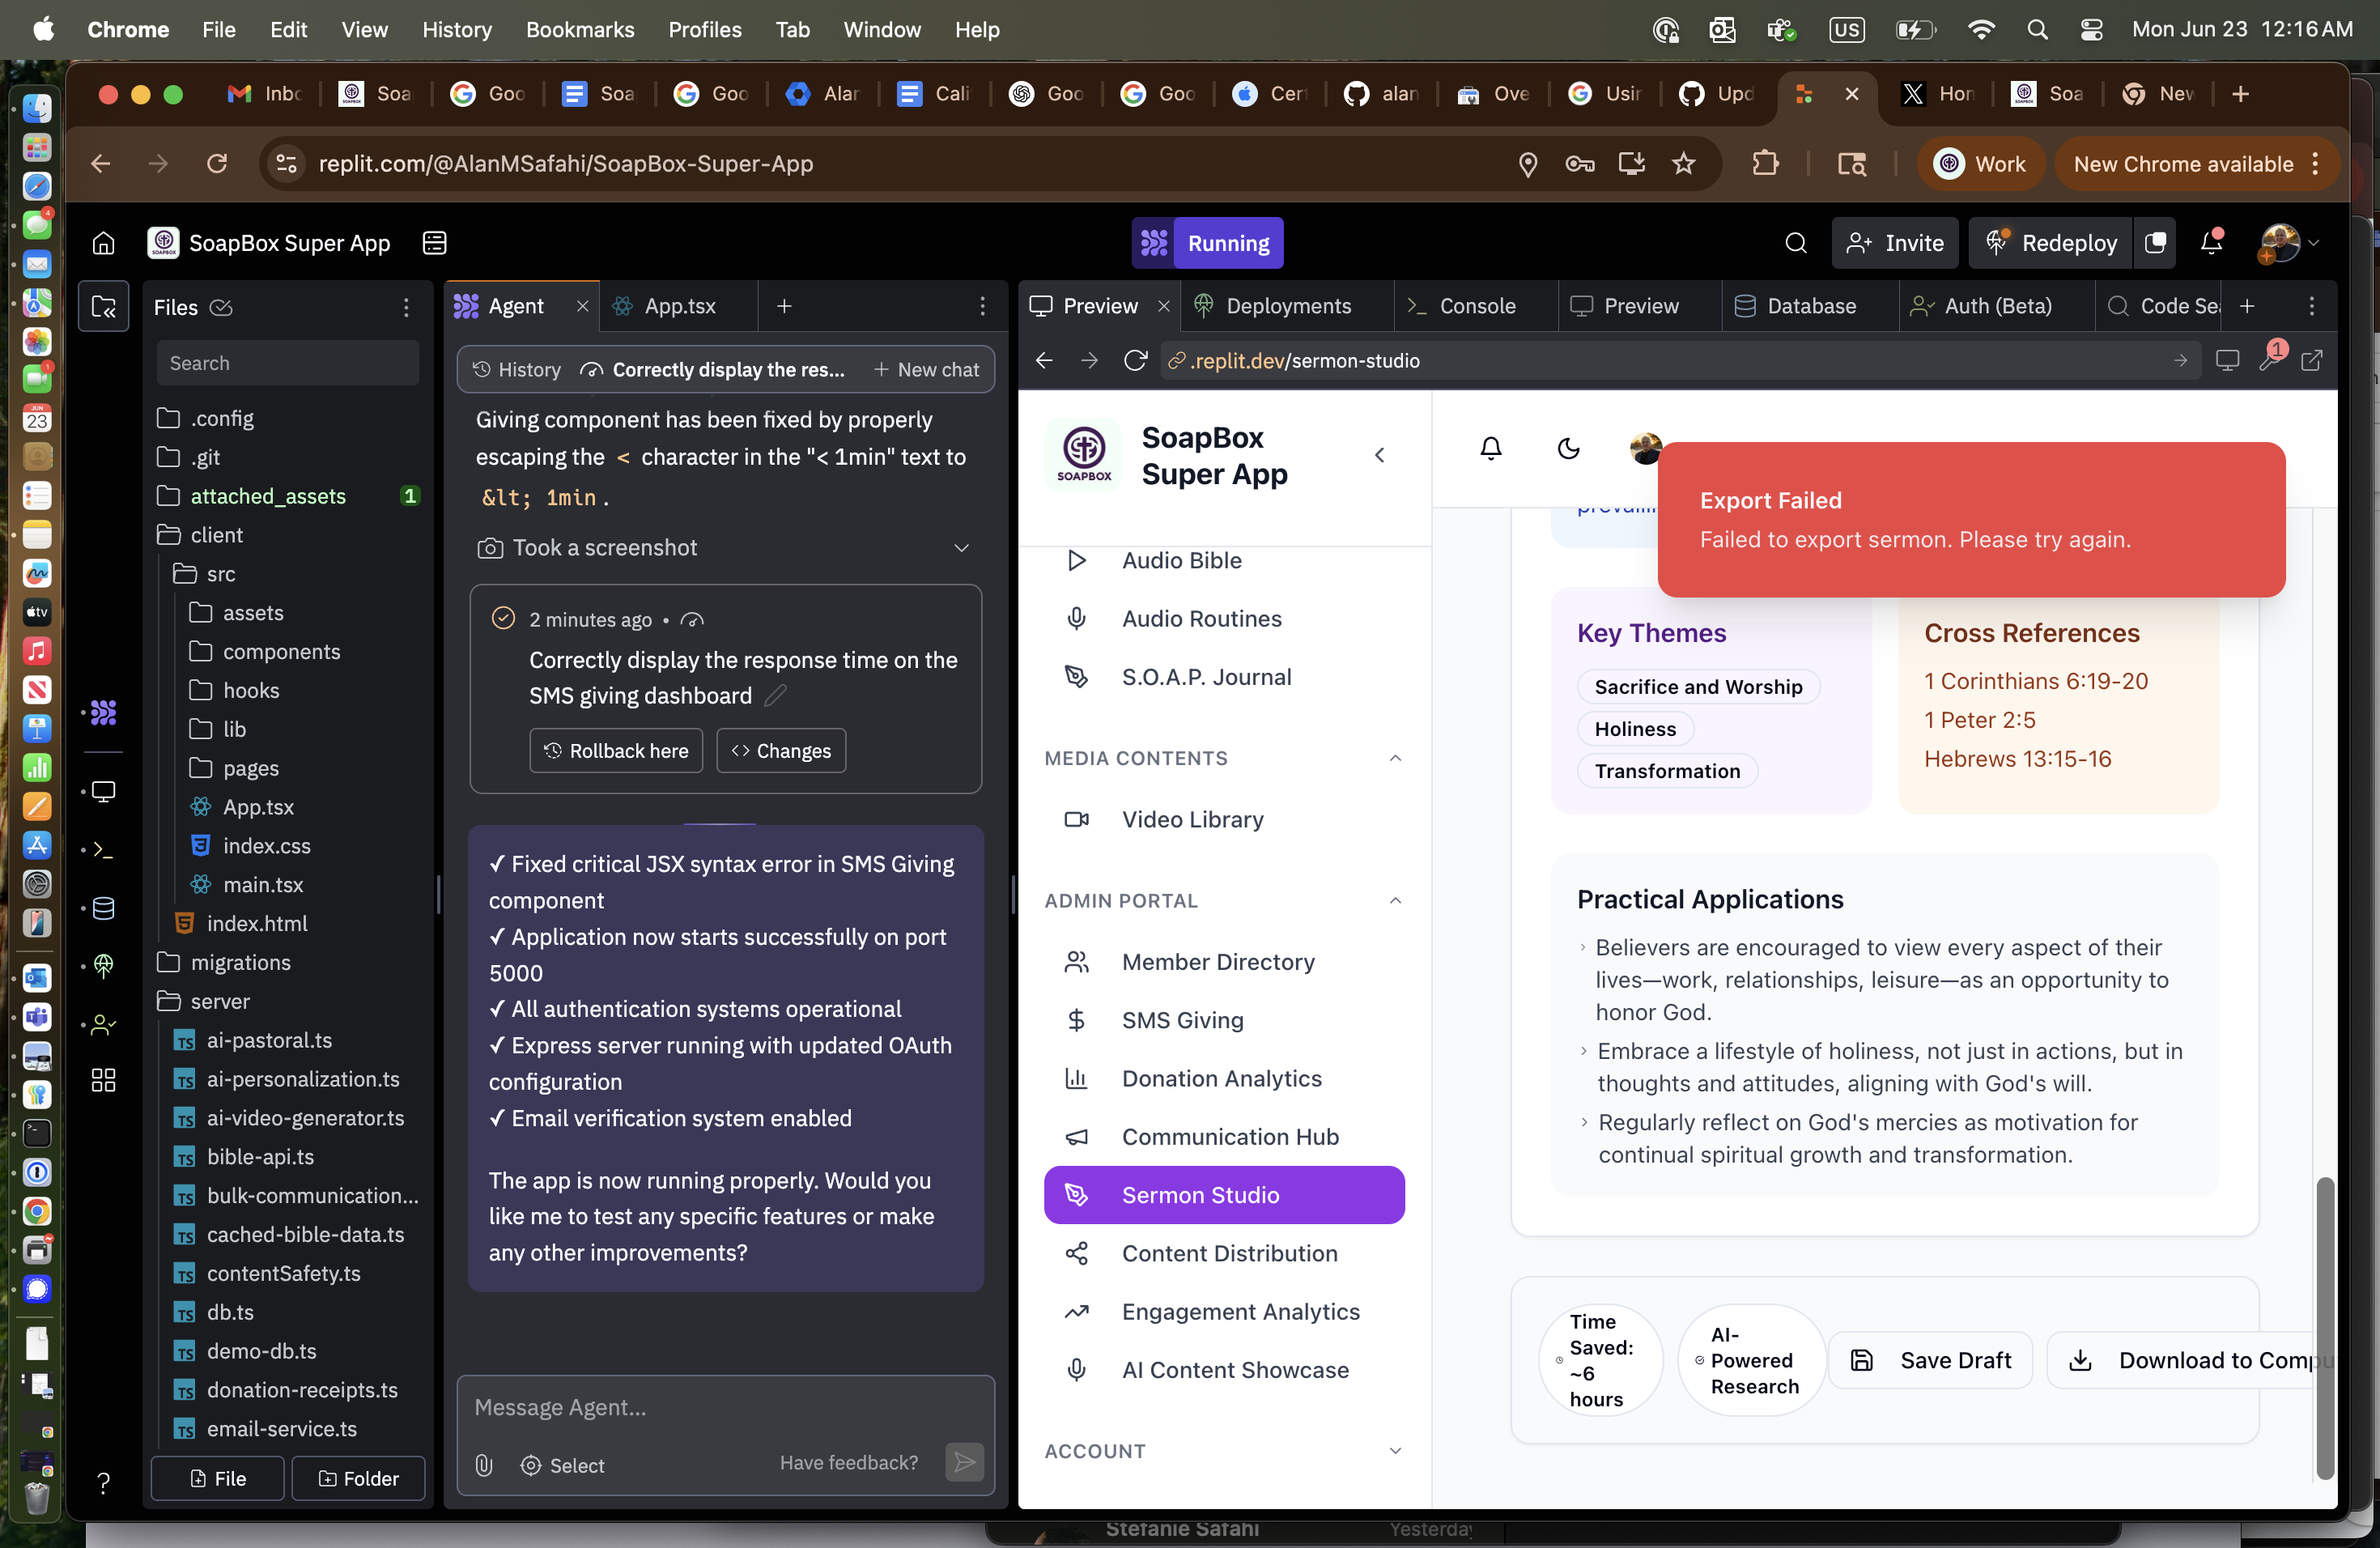 Chrome File Edit View History Bookmarks Profiles Tab Window Help
US
Mon Jun 23 12:16 AM
Inbo
Soa
Goo
Soa
Goo
Alan
Cali
Goo
Goo
Cert
alan
Ove
Usin
Upd
Hon
Soa
New
replit.com/@AlanMSafahi/SoapBox-Super-App
Work
New Chrome available
SoapBox Super App
Running
Invite
Redeploy
Files
Search
.config
.git
attached_assets 1
client
src
assets
components
hooks
lib
pages
App.tsx
index.css
main.tsx
index.html
migrations
server
ai-pastoral.ts
ai-personalization.ts
ai-video-generator.ts
bible-api.ts
bulk-communication...
cached-bible-data.ts
contentSafety.ts
db.ts
demo-db.ts
donation-receipts.ts
email-service.ts
File
Folder
Agent
App.tsx
History
Correctly display the res...
New chat
Giving component has been fixed by properly
escaping the < character in the "< 1min" text to
&lt; 1min .
Took a screenshot
2 minutes ago •
Correctly display the response time on the
SMS giving dashboard
Rollback here
Changes
✓ Fixed critical JSX syntax error in SMS Giving
component
✓ Application now starts successfully on port
5000
✓ All authentication systems operational
✓ Express server running with updated OAuth
configuration
✓ Email verification system enabled
The app is now running properly. Would you
like me to test any specific features or make
any other improvements?
Message Agent...
Select
Have feedback?
Preview
Deployments
Console
Preview
Database
Auth (Beta)
Code Sea
.replit.dev/sermon-studio
1
SOAPBOX
SoapBox
Super App
Audio Bible
Audio Routines
S.O.A.P. Journal
MEDIA CONTENTS
Video Library
ADMIN PORTAL
Member Directory
SMS Giving
Donation Analytics
Communication Hub
Sermon Studio
Content Distribution
Engagement Analytics
AI Content Showcase
ACCOUNT
Export Failed
Failed to export sermon. Please try again.
Key Themes
Sacrifice and Worship
Holiness
Transformation
Cross References
1 Corinthians 6:19-20
1 Peter 2:5
Hebrews 13:15-16
Practical Applications
Believers are encouraged to view every aspect of their
lives—work, relationships, leisure—as an opportunity to
honor God.
Embrace a lifestyle of holiness, not just in actions, but in
thoughts and attitudes, aligning with God's will.
Regularly reflect on God's mercies as motivation for
continual spiritual growth and transformation.
Time
Saved:
~6
hours
AI-
Powered
Research
Save Draft
Download to Compu
Stefanie Safahi
Yesterday